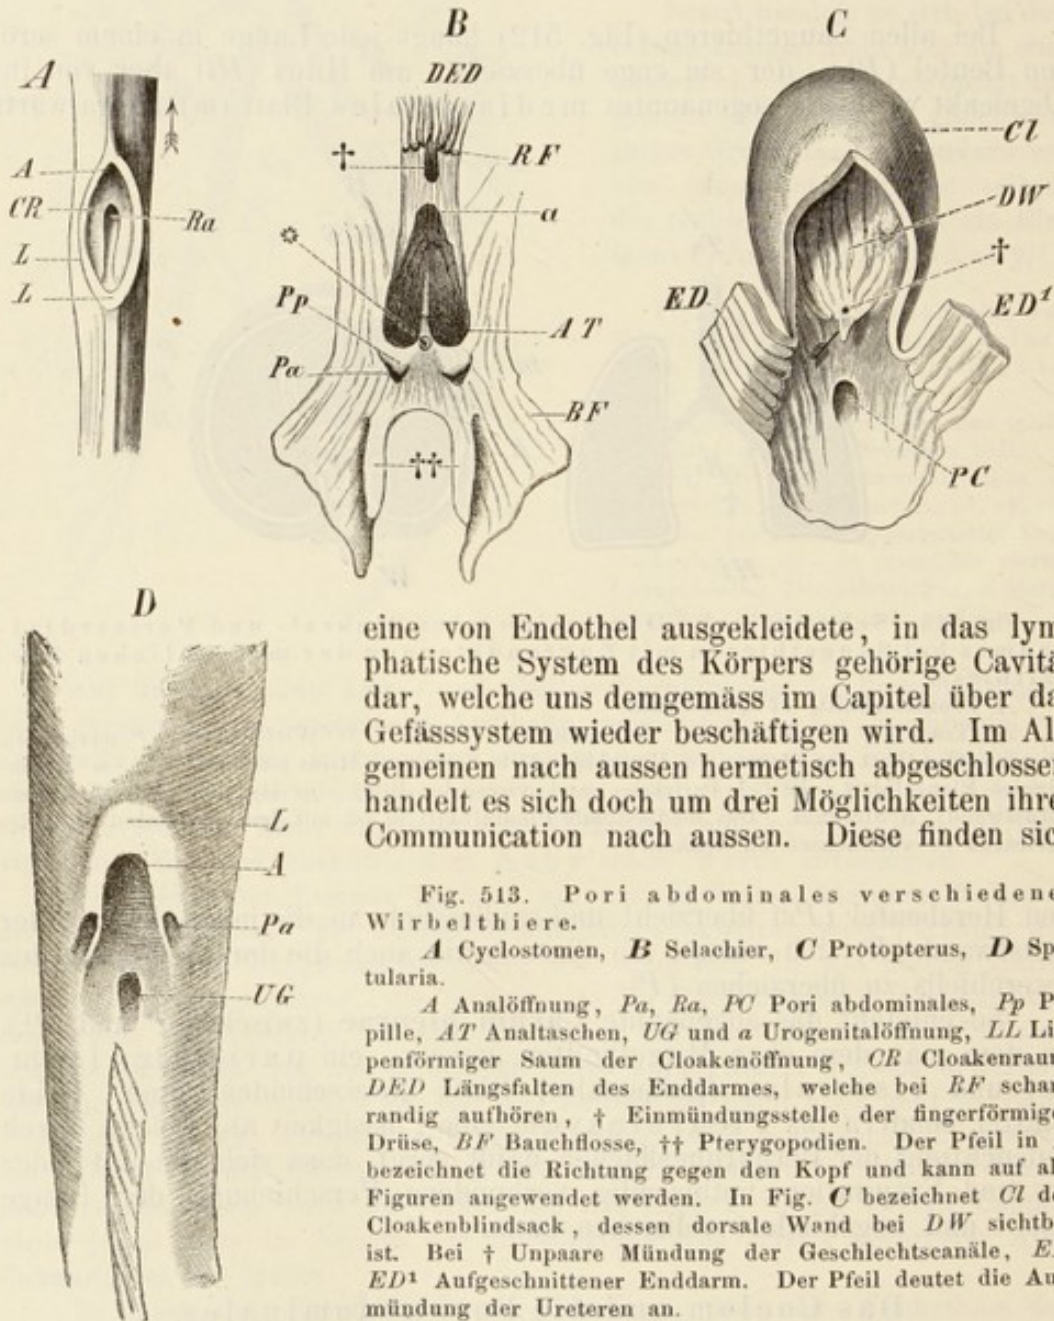 A
B
C
DED
†
RF
a
A
CR
Ra
L
L
Pp
Pa
AT
BF
††
Cl
DW
†
ED
ED¹
PC
D
L
A
Pa
UG
eine von Endothel ausgekleidete, in das lym
phatische System des Körpers gehörige Cavitä
dar, welche uns demgemäss im Capitel über da
Gefässsystem wieder beschäftigen wird. Im Al
gemeinen nach aussen hermetisch abgeschlossen
handelt es sich doch um drei Möglichkeiten ihre
Communication nach aussen. Diese finden sic
Fig. 513. Pori abdominales verschiedene
Wirbelthiere.
A Cyclostomen, B Selachier, C Protopterus, D Sp
tularia.
A Analöffnung, Pa, Ra, PC Pori abdominales, Pp P
pille, AT Analtaschen, UG und a Urogenitalöffnung, LL Li
penförmiger Saum der Cloakenöffnung, CR Cloakenraum
DED Längsfalten des Enddarmes, welche bei RF schar
randig aufhören, † Einmündungsstelle der fingerförmige
Drüse, BF Bauchflosse, †† Pterygopodien. Der Pfeil in
bezeichnet die Richtung gegen den Kopf und kann auf al
Figuren angewendet werden. In Fig. C bezeichnet Cl de
Cloakenblindsack, dessen dorsale Wand bei DW sichtb
ist. Bei † Unpaare Mündung der Geschlechtscanäle, E
ED¹ Aufgeschnittener Enddarm. Der Pfeil deutet die Au
mündung der Ureteren an.